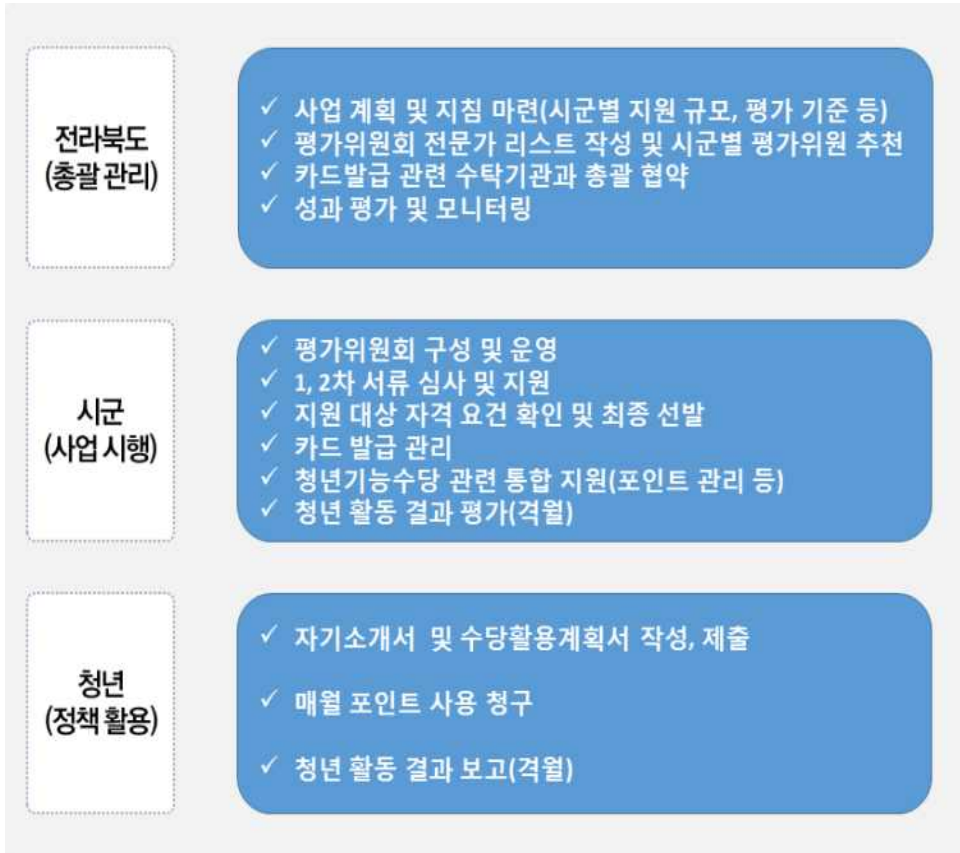 전라북도
(총괄 관리)
✓ 사업 계획 및 지침 마련(시군별 지원 규모, 평가 기준 등)
✓ 평가위원회 전문가 리스트 작성 및 시군별 평가위원 추천
✓ 카드발급 관련 수탁기관과 총괄 협약
✓ 성과 평가 및 모니터링
시군
(사업 시행)
✓ 평가위원회 구성 및 운영
✓ 1, 2차 서류 심사 및 지원
✓ 지원 대상 자격 요건 확인 및 최종 선발
✓ 카드 발급 관리
✓ 청년기능수당 관련 통합 지원(포인트 관리 등)
✓ 청년 활동 결과 평가(격월)
청년
(정책 활용)
✓ 자기소개서 및 수당활용계획서 작성, 제출
✓ 매월 포인트 사용 청구
✓ 청년 활동 결과 보고(격월)